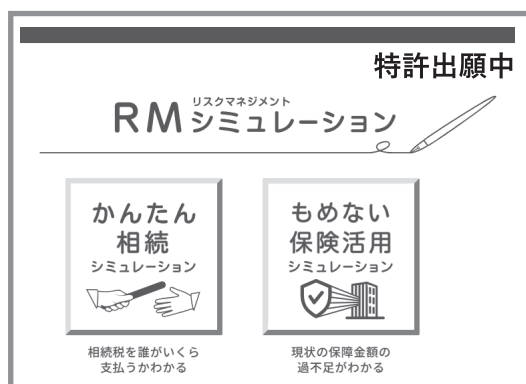 特許出願中
リスクマネジメント
RMシミュレーション
かんたん
相続
シミュレーション
もめない
保険活用
シミュレーション
相続税を誰がいくら
支払うかわかる
現状の保障金額の
過不足がわかる